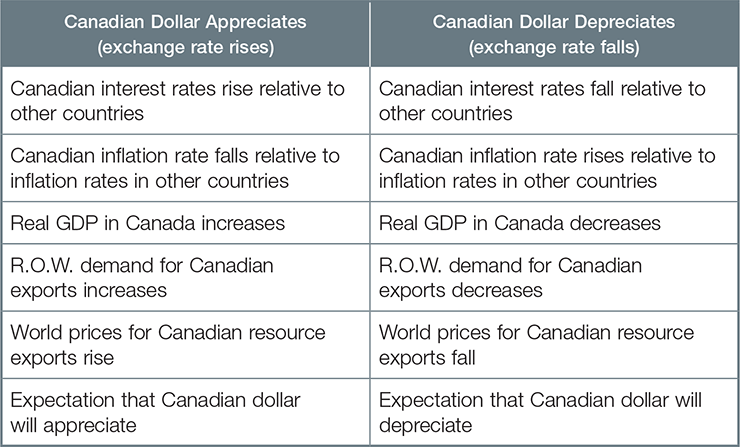 Canadian Dollar Appreciates
(exchange rate rises)
Canadian Dollar Depreciates
(exchange rate falls)
Canadian interest rates rise relative to
other countries
Canadian interest rates fall relative to
other countries
Canadian inflation rate falls relative to
inflation rates in other countries
Canadian inflation rate rises relative to
inflation rates in other countries
Real GDP in Canada increases
Real GDP in Canada decreases
R.O.W. demand for Canadian
exports increases
R.O.W. demand for Canadian
exports decreases
World prices for Canadian resource
exports rise
World prices for Canadian resource
exports fall
Expectation that Canadian dollar
will appreciate
Expectation that Canadian dollar will
depreciate